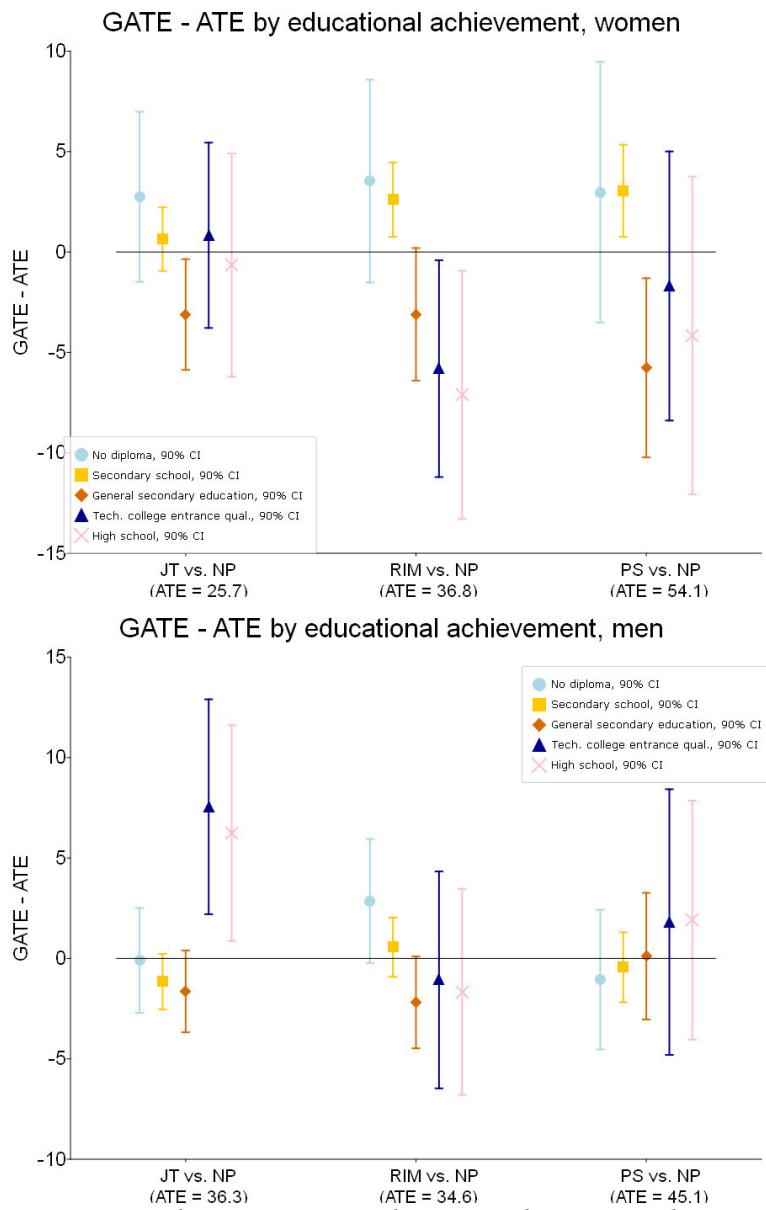 GATE - ATE by educational achievement, women
10
5
0
-5
-10
-15
GATE - ATE
No diploma, 90% CI
Secondary school, 90% CI
General secondary education, 90% CI
Tech. college entrance qual., 90% CI
High school, 90% CI
JT vs. NP
(ATE = 25.7)
RIM vs. NP
(ATE = 36.8)
PS vs. NP
(ATE = 54.1)
GATE - ATE by educational achievement, men
15
10
5
0
-5
-10
GATE - ATE
No diploma, 90% CI
Secondary school, 90% CI
General secondary education, 90% CI
Tech. college entrance qual., 90% CI
High school, 90% CI
JT vs. NP
(ATE = 36.3)
RIM vs. NP
(ATE = 34.6)
PS vs. NP
(ATE = 45.1)